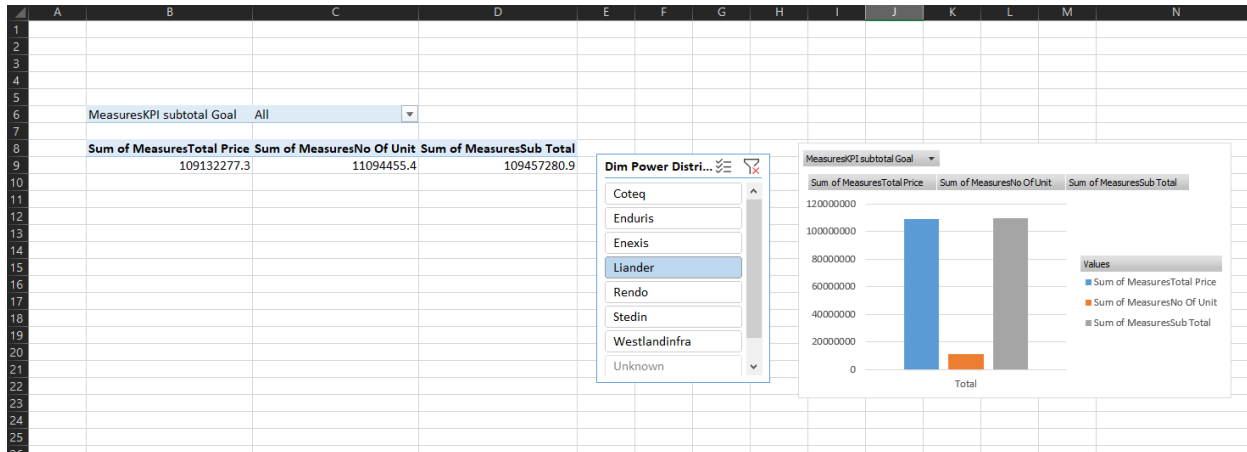 A B C D E F G H I J K L M N
1
2
3
4
5
6 MeasuresKPI subtotal Goal All
7
8 Sum of MeasuresTotal Price Sum of MeasuresNo Of Unit Sum of MeasuresSub Total
9 109132277.3 11094455.4 109457280.9
10
11
12
13
14
15
16
17
18
19
20
21
22
23
24
25
Dim Power Distri...
Coteq
Enduris
Enexis
Liander
Rendo
Stedin
Westlandinfra
Unknown
MeasuresKPI subtotal Goal
Sum of MeasuresTotal Price Sum of MeasuresNo Of Unit Sum of MeasuresSub Total
120000000
100000000
80000000
60000000
40000000
20000000
0
Total
Values
Sum of MeasuresTotal Price
Sum of MeasuresNo Of Unit
Sum of MeasuresSub Total